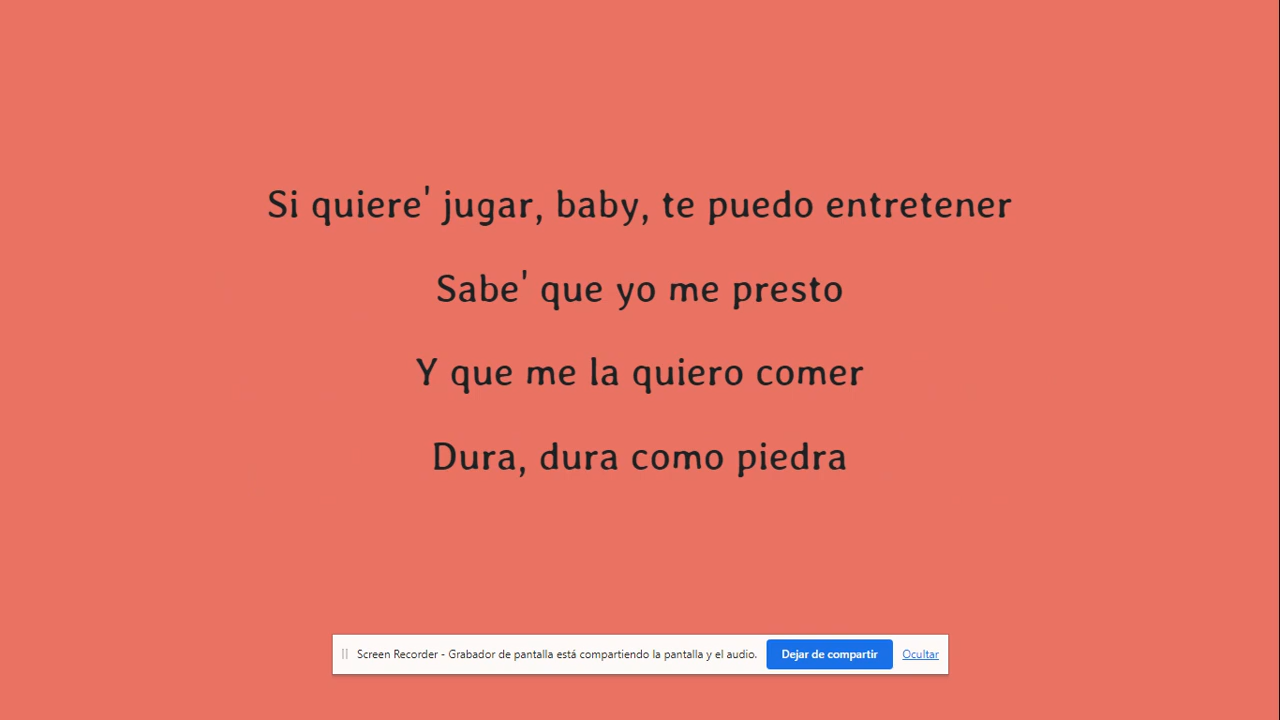 Si quiere' jugar, baby, te puedo entretener
Sabe' que yo me presto
Y que me la quiero comer
Dura, dura como piedra
Screen Recorder - Grabador de pantalla está compartiendo la pantalla y el audio. Dejar de compartir Ocultar